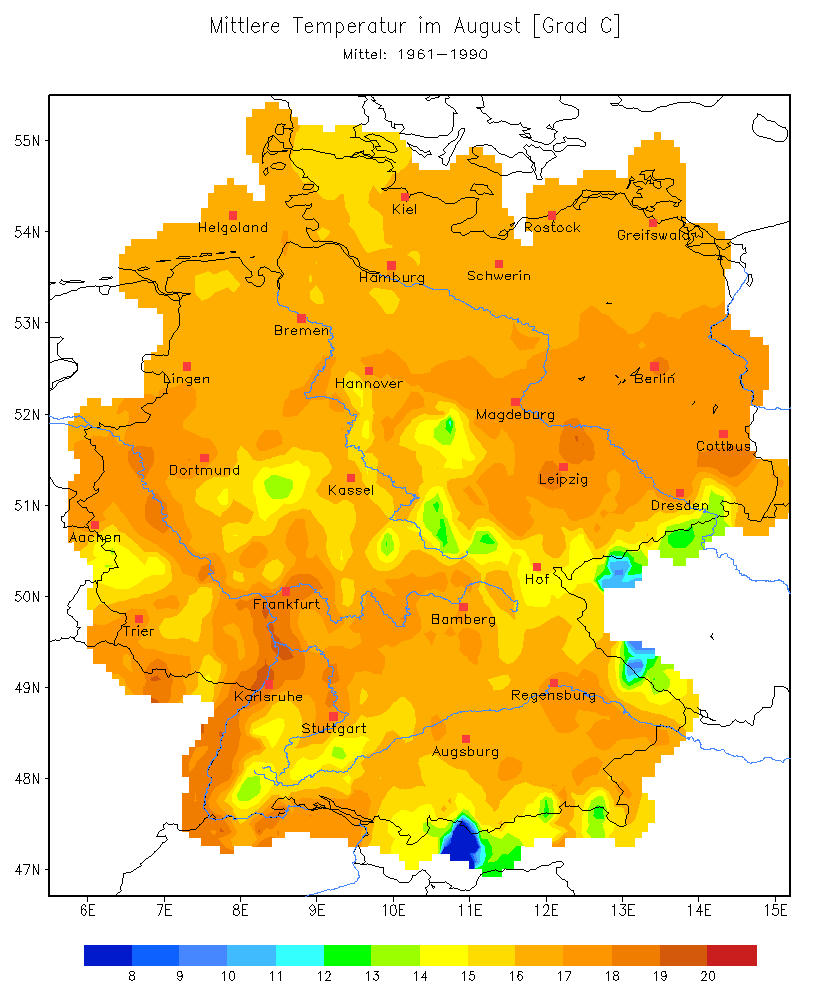 Mittlere Temperatur im August [Grad C]
Mittel: 1961-1990
55N
54N
53N
52N
51N
50N
49N
48N
47N
Kiel
Helgoland
Rostock
Greifswald
Hamburg
Schwerin
Bremen
Lingen
Hannover
Berlin
Magdeburg
Cottbus
Dortmund
Kassel
Leipzig
Dresden
Aachen
Hof
Frankfurt
Trier
Bamberg
Karlsruhe
Regensburg
Stuttgart
Augsburg
6E 7E 8E 9E 10E 11E 12E 13E 14E 15E
8 9 10 11 12 13 14 15 16 17 18 19 20